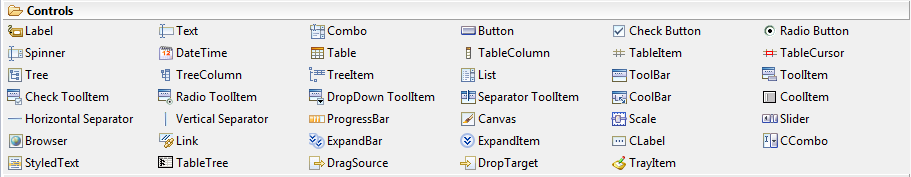 Controls
Label Text Combo Button Check Button Radio Button
Spinner DateTime Table TableColumn TableItem TableCursor
Tree TreeColumn TreeItem List ToolBar ToolItem
Check ToolItem Radio ToolItem DropDown ToolItem Separator ToolItem CoolBar CoolItem
Horizontal Separator Vertical Separator ProgressBar Canvas Scale Slider
Browser Link ExpandBar ExpandItem CLabel CCombo
StyledText TableTree DragSource DropTarget TrayItem